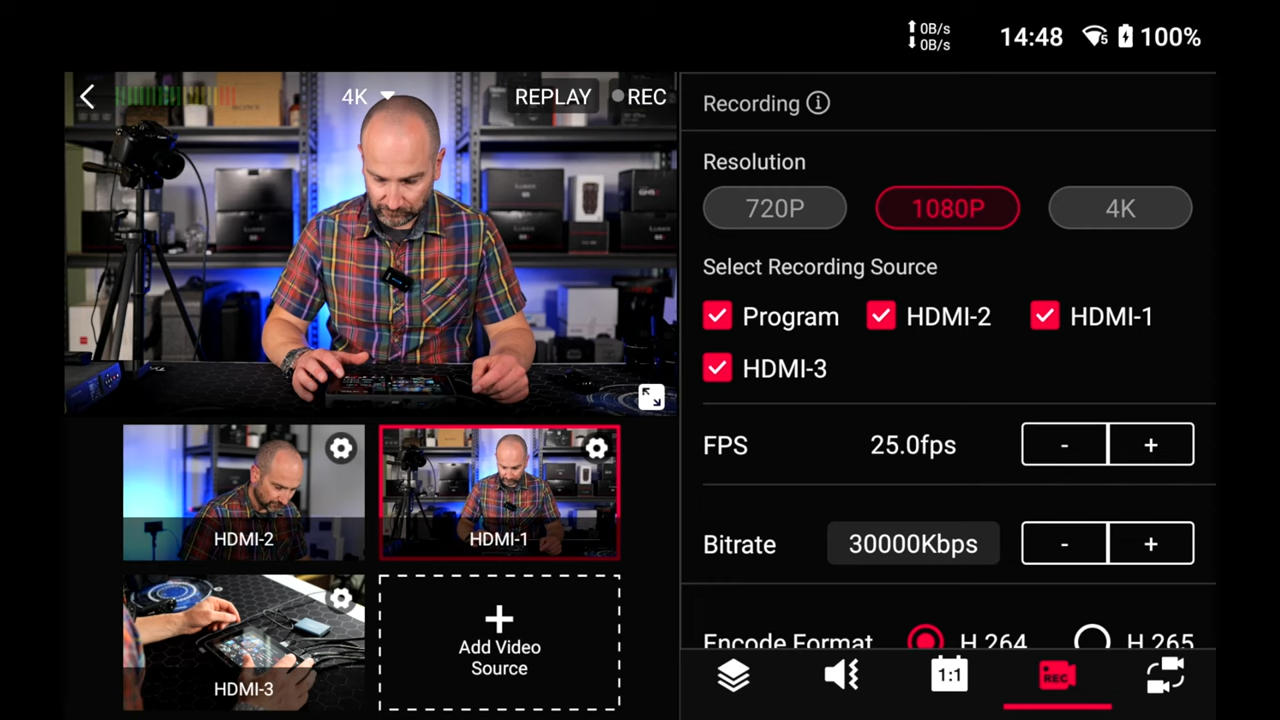 0B/s
0B/s
14:48
5
100%
4K
REPLAY
REC
Recording
Resolution
720P
1080P
4K
Select Recording Source
Program
HDMI-2
HDMI-1
HDMI-3
FPS
25.0fps
-
+
Bitrate
30000Kbps
-
+
Encode Format
H.264
H.265
HDMI-2
HDMI-1
HDMI-3
+
Add Video
Source
1:1
REC